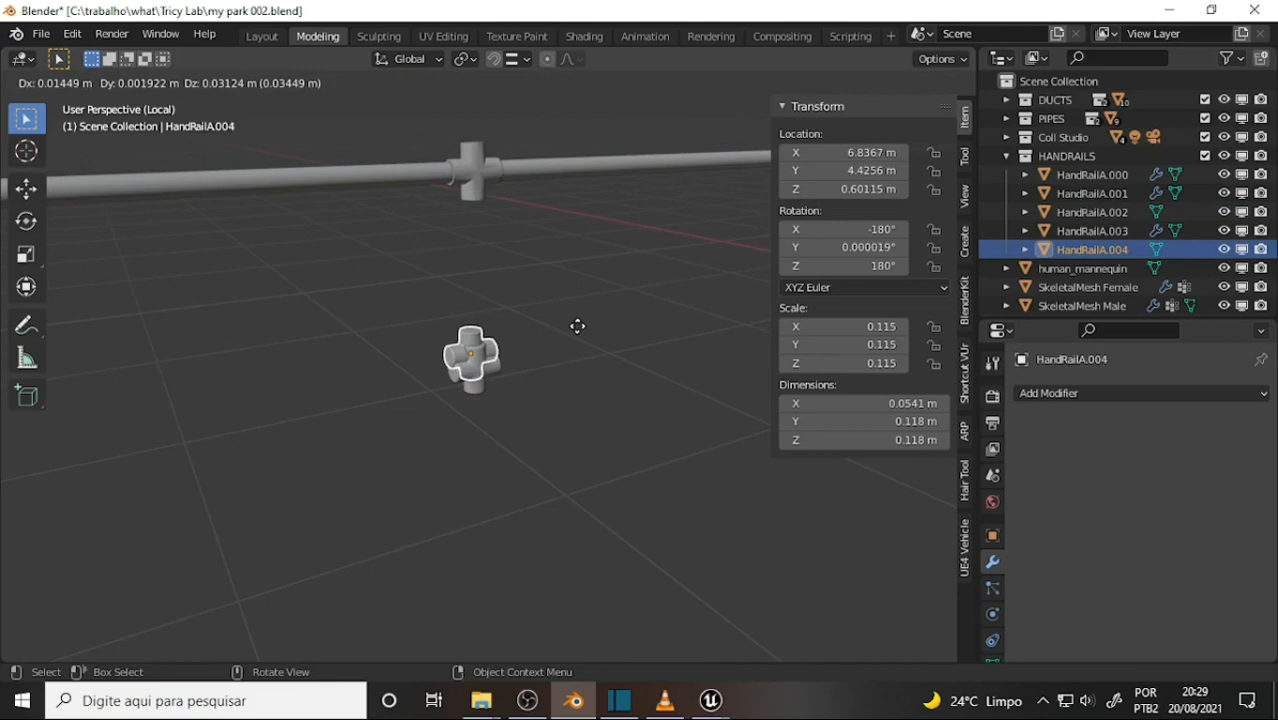 Blender* [C:\trabalho\what\Tricy Lab\my park 002.blend]
File Edit Render Window Help Layout Modeling Sculpting UV Editing Texture Paint Shading Animation Rendering Compositing Scripting + Scene View Layer
Global Options
Dx: 0.01449 m Dy: 0.001922 m Dz: 0.03124 m (0.03449 m)
User Perspective (Local)
(1) Scene Collection | HandRailA.004
Transform
Location:
X 6.8367 m
Y 4.4256 m
Z 0.60115 m
Rotation:
X -180°
Y 0.000019°
Z 180°
XYZ Euler
Scale:
X 0.115
Y 0.115
Z 0.115
Dimensions:
X 0.0541 m
Y 0.118 m
Z 0.118 m
Item
Tool
View
Create
BlenderKit
Shortcut VUr
ARP
Hair Tool
UE4 Vehicle
Scene Collection
DUCTS 2 10
PIPES 2 9
Coll Studio 4
HANDRAILS
HandRailA.000
HandRailA.001
HandRailA.002
HandRailA.003
HandRailA.004
human_mannequin
SkeletalMesh Female
SkeletalMesh Male
HandRailA.004
Add Modifier
Select Box Select Rotate View Object Context Menu
Digite aqui para pesquisar
24°C Limpo
POR
PTB2
20:29
20/08/2021